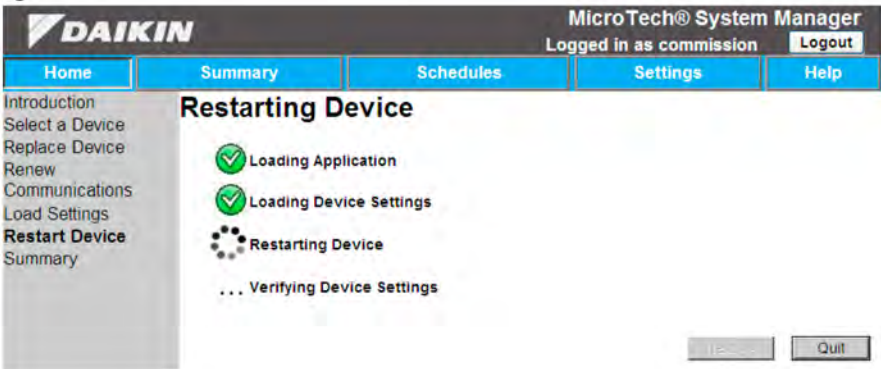 DAIKIN
MicroTech® System Manager
Logged in as commission Logout
Home Summary Schedules Settings Help
Introduction
Select a Device
Replace Device
Renew
Communications
Load Settings
Restart Device
Summary
Restarting Device
Loading Application
Loading Device Settings
Restarting Device
... Verifying Device Settings
Quit